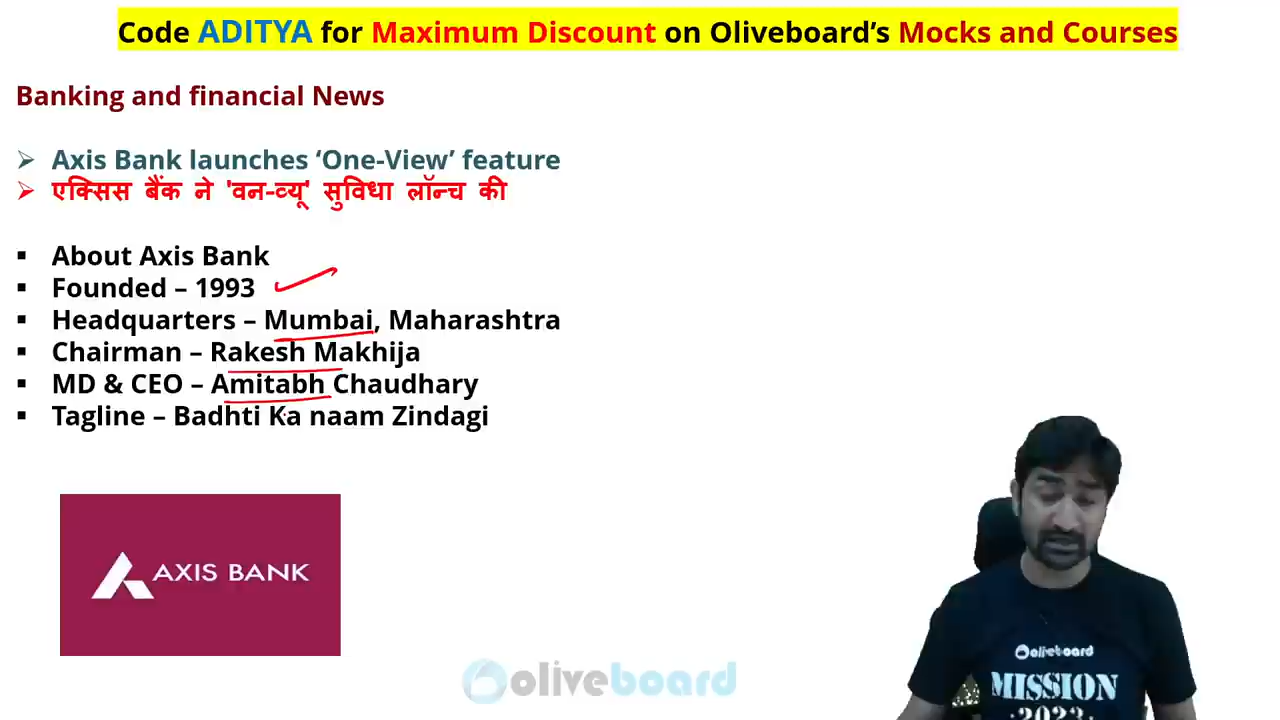 Code ADITYA for Maximum Discount on Oliveboard’s Mocks and Courses
Banking and financial News
➢ Axis Bank launches ‘One-View’ feature
➢ एक्सिस बैंक ने 'वन-व्यू' सुविधा लॉन्च की
▪ About Axis Bank
▪ Founded – 1993
▪ Headquarters – Mumbai, Maharashtra
▪ Chairman – Rakesh Makhija
▪ MD & CEO – Amitabh Chaudhary
▪ Tagline – Badhti Ka naam Zindagi
AXIS BANK
oliveboard
oliveboard
MISSION
2023